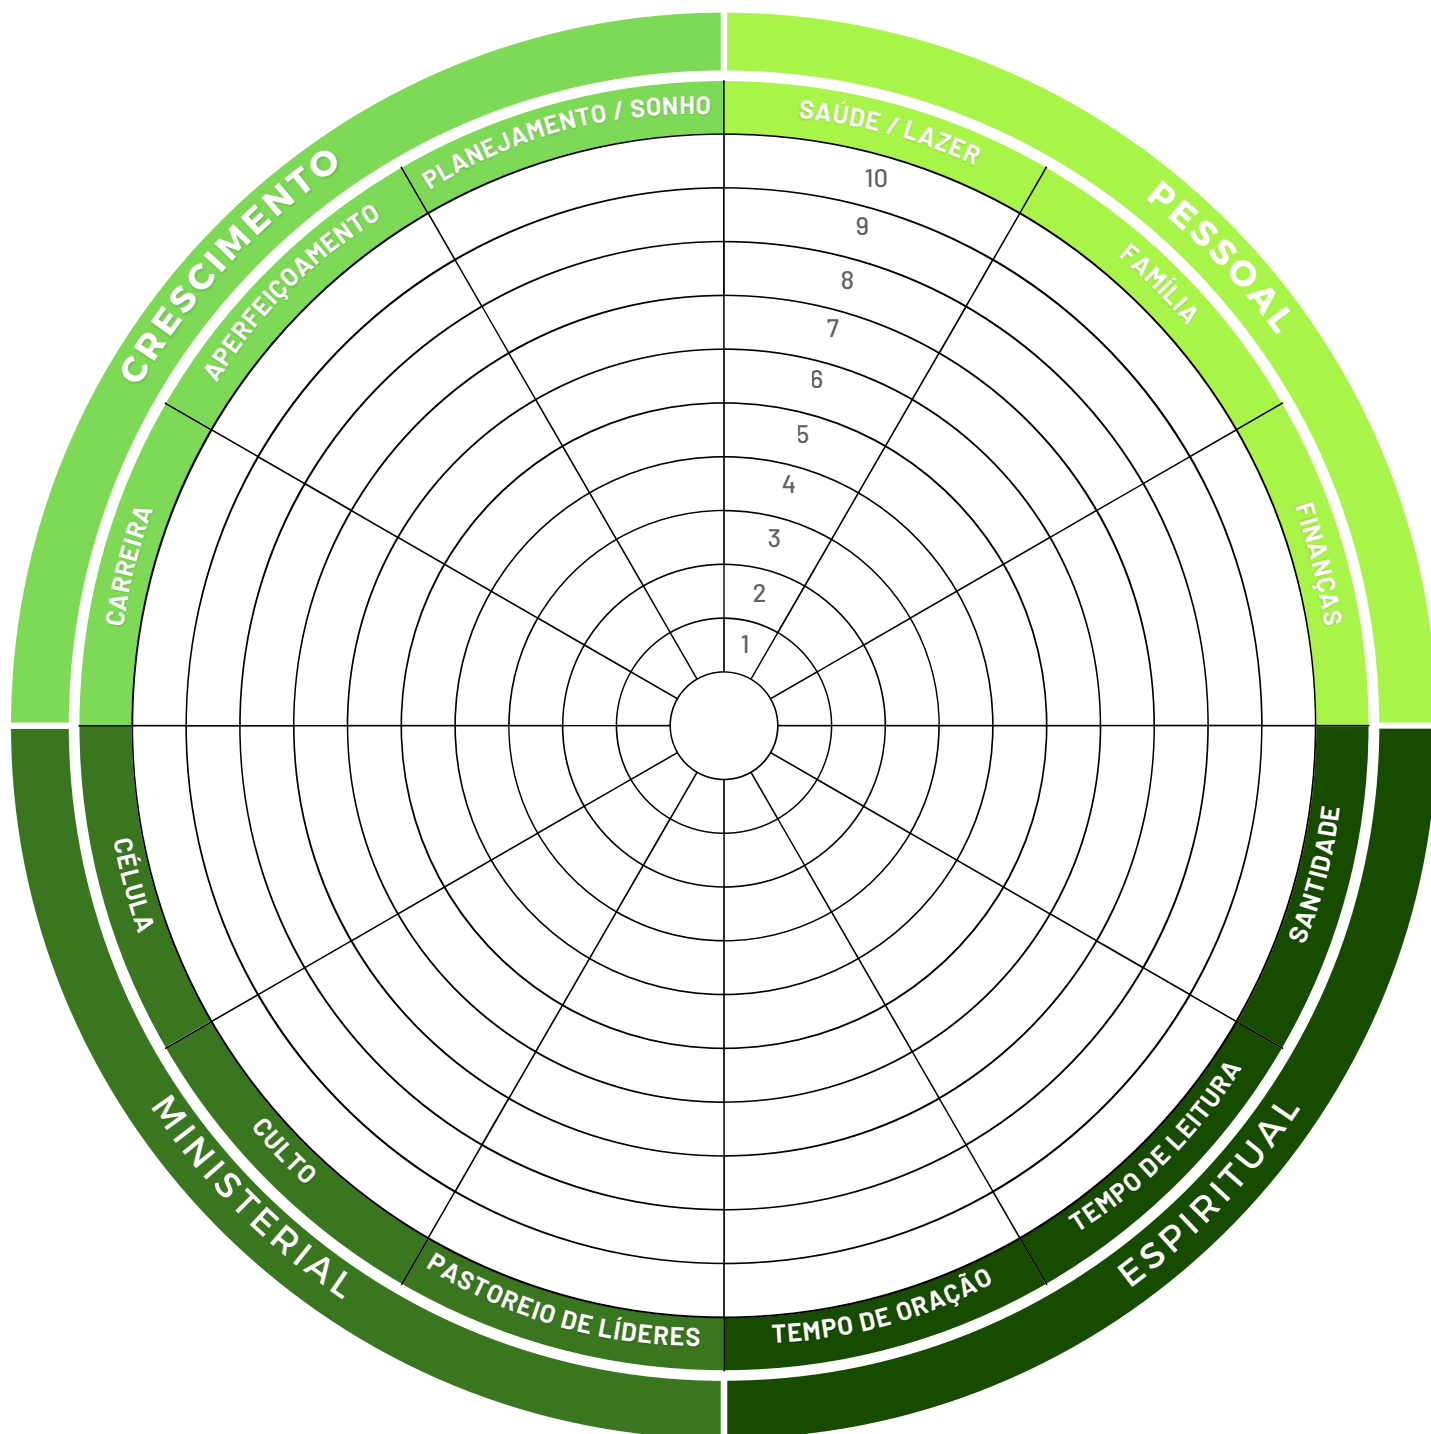 CRESCIMENTO
PESSOAL
PLANEJAMENTO / SONHO
SAÚDE / LAZER
APERFEIÇOAMENTO
FAMÍLIA
CARREIRA
FINANÇAS
10
9
8
7
6
5
4
3
2
1
CÉLULA
SANTIDADE
CULTO
TEMPO DE LEITURA
PASTOREIO DE LÍDERES
TEMPO DE ORAÇÃO
MINISTERIAL
ESPIRITUAL